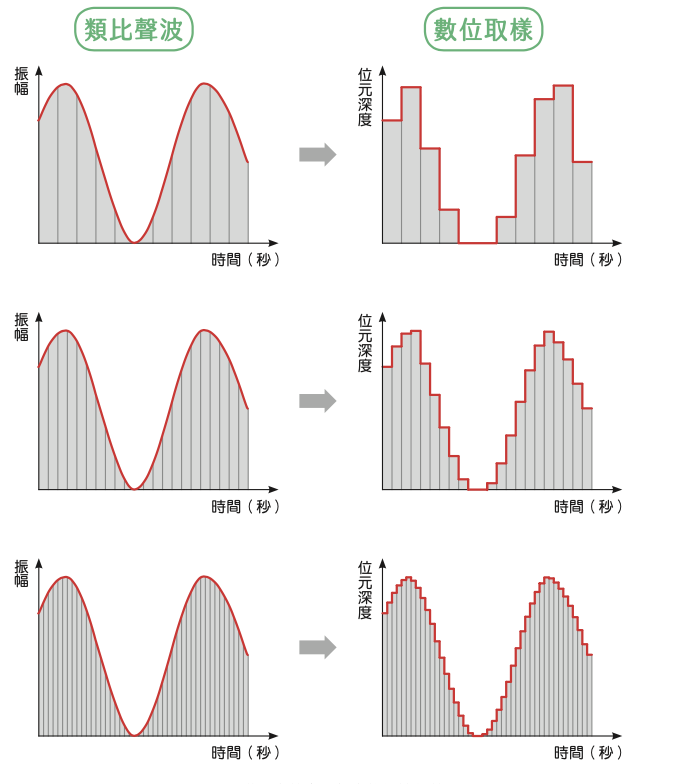 類比聲波
數位取樣
振幅
時間（秒）
位元深度
時間（秒）
振幅
時間（秒）
位元深度
時間（秒）
振幅
時間（秒）
位元深度
時間（秒）